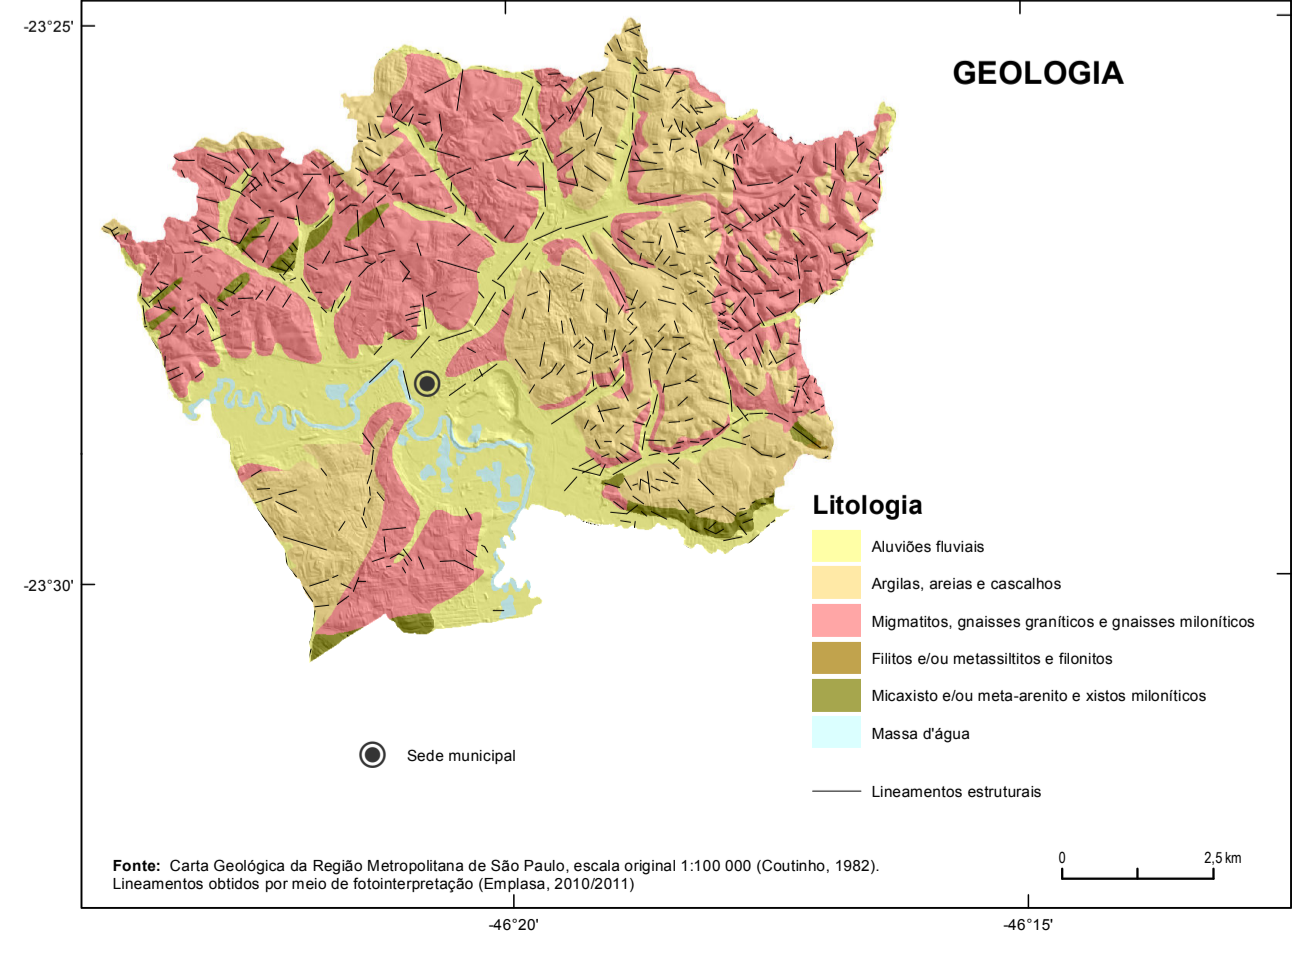 -23°25'
GEOLOGIA
Litologia
Aluviões fluviais
Argilas, areias e cascalhos
Migmatitos, gnaisses graníticos e gnaisses miloníticos
-23°30'
Filitos e/ou metassiltitos e filonitos
Micaxisto e/ou meta-arenito e xistos miloníticos
Massa d'água
Sede municipal
Lineamentos estruturais
0 2,5 km
Fonte: Carta Geológica da Região Metropolitana de São Paulo, escala original 1:100 000 (Coutinho, 1982).
Lineamentos obtidos por meio de fotointerpretação (Emplasa, 2010/2011)
-46°20' -46°15'